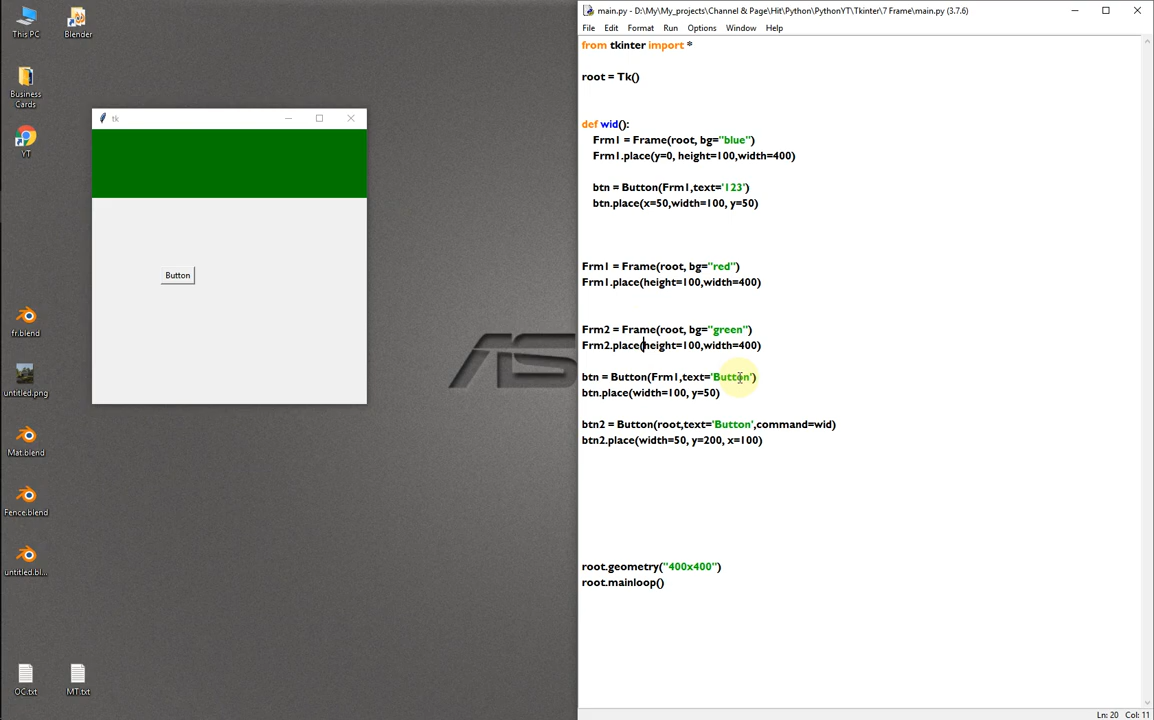 This PC
Blender
Business
Cards
YT
fr.blend
untitled.png
Mat.blend
Fence.blend
untitled.bl...
OC.txt
MT.txt
tk
Button
main.py - D:\My\My_projects\Channel & Page\Hit\Python\PythonYT\Tkinter\7 Frame\main.py (3.7.6)
File Edit Format Run Options Window Help
from tkinter import *
root = Tk()
def wid():
Frm1 = Frame(root, bg="blue")
Frm1.place(y=0, height=100,width=400)
btn = Button(Frm1,text='123')
btn.place(x=50,width=100, y=50)
Frm1 = Frame(root, bg="red")
Frm1.place(height=100,width=400)
Frm2 = Frame(root, bg="green")
Frm2.place(height=100,width=400)
btn = Button(Frm1,text='Button')
btn.place(width=100, y=50)
btn2 = Button(root,text='Button',command=wid)
btn2.place(width=50, y=200, x=100)
root.geometry("400x400")
root.mainloop()
Ln: 20 Col: 11